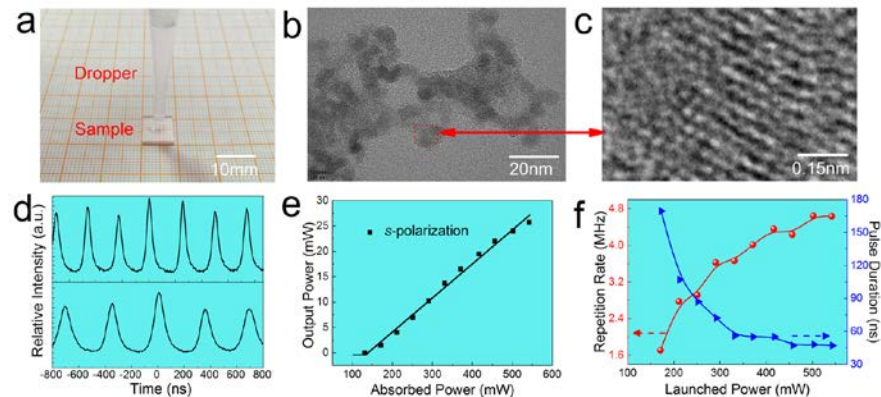 a
Dropper
Sample
10mm
b
20nm
c
0.15nm
d
Relative Intensity (a.u.)
-800 -600 -400 -200 0 200 400 600 800
Time (ns)
e
Output Power (mW)
30
25
20
15
10
5
0
s-polarization
100 200 300 400 500 600
Absorbed Power (mW)
f
Repetition Rate (MHz)
4.8
4.0
3.2
2.4
1.6
180
150
120
90
60
30
Pulse Duration (ns)
100 200 300 400 500
Launched Power (mW)